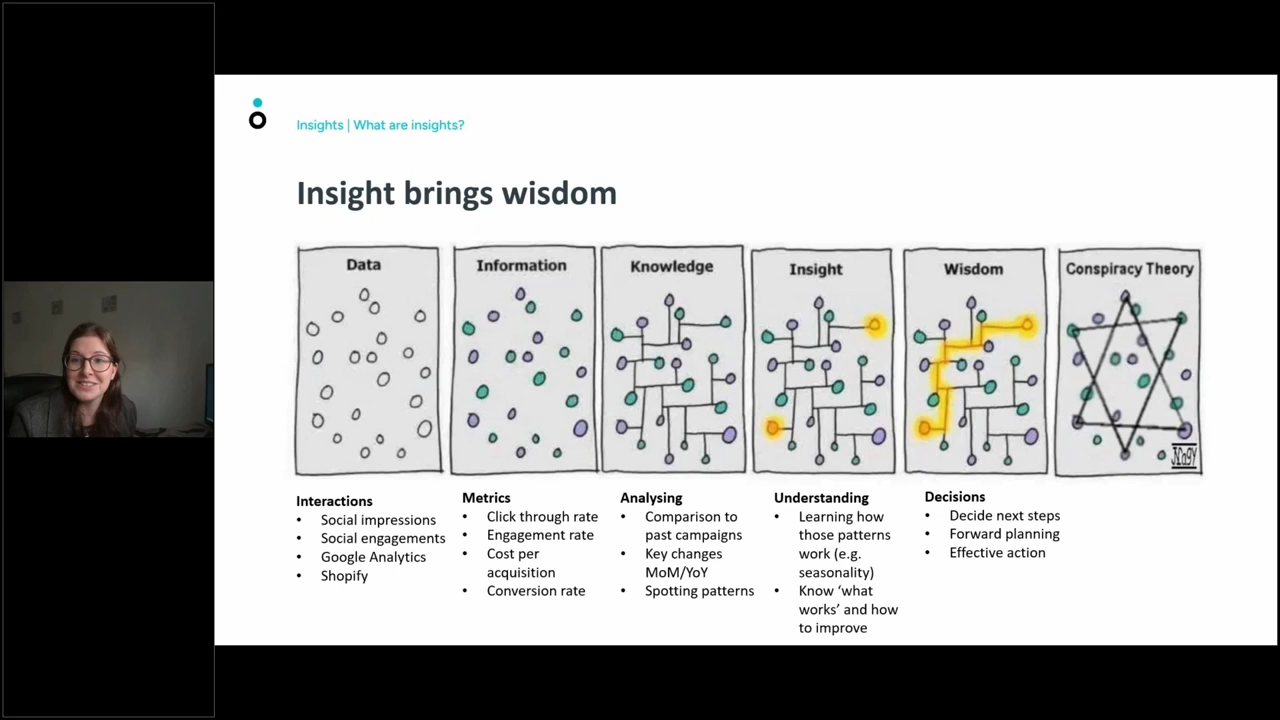 Insights | What are insights?
Insight brings wisdom
Data
Information
Knowledge
Insight
Wisdom
Conspiracy Theory
Interactions
• Social impressions
• Social engagements
• Google Analytics
• Shopify
Metrics
• Click through rate
• Engagement rate
• Cost per
acquisition
• Conversion rate
Analysing
• Comparison to
past campaigns
• Key changes
MoM/YoY
• Spotting patterns
Understanding
• Learning how
those patterns
work (e.g.
seasonality)
• Know ‘what
works’ and how
to improve
Decisions
• Decide next steps
• Forward planning
• Effective action